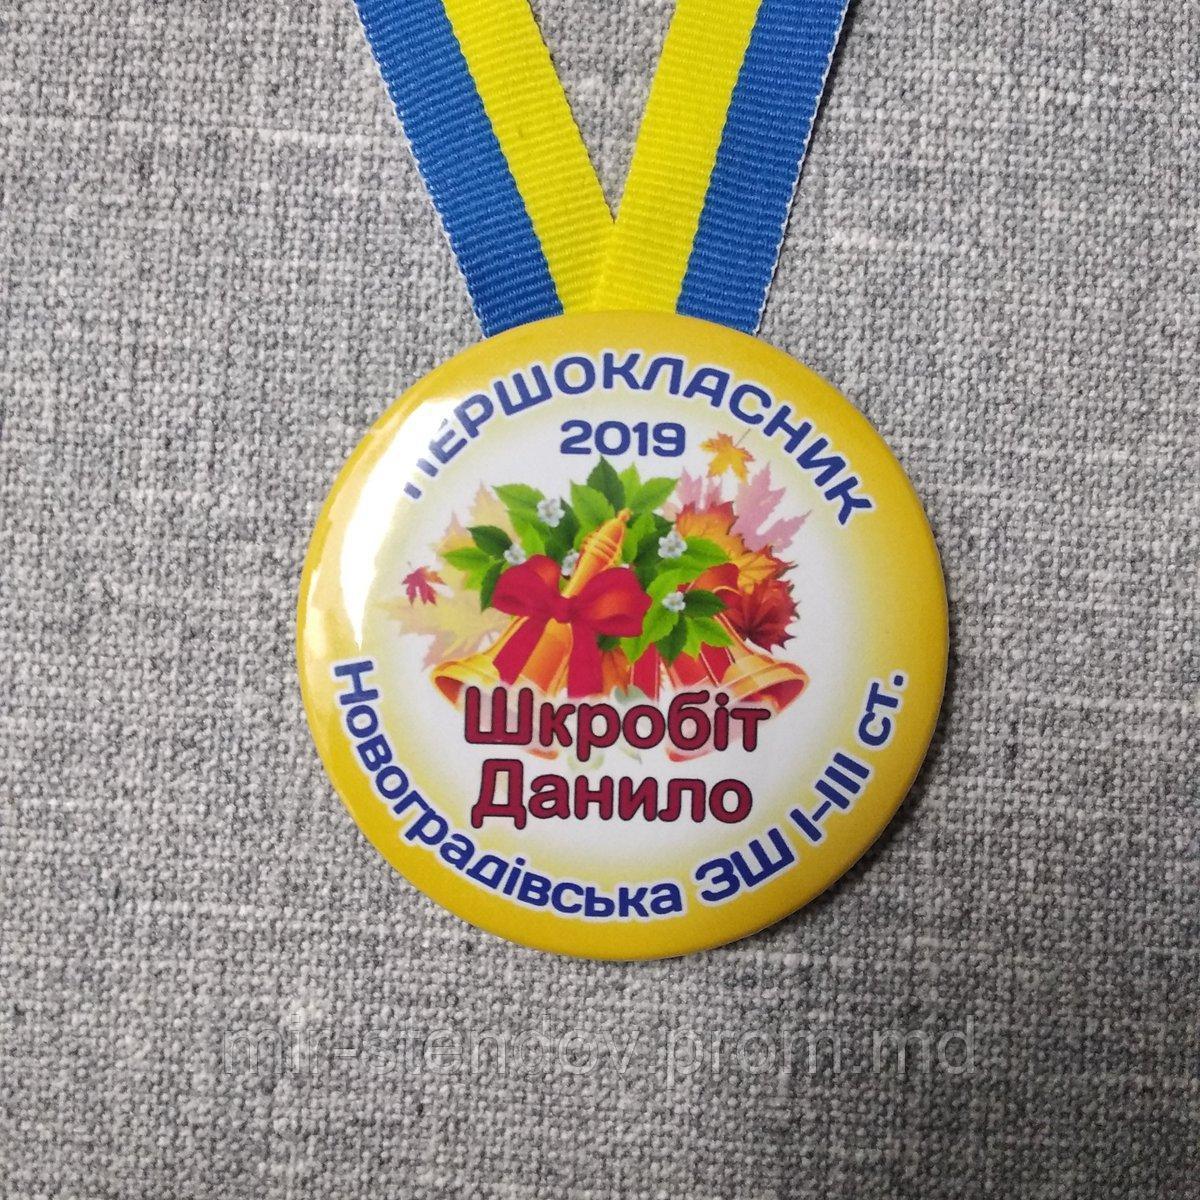 ПЕРШОКЛАСНИК
2019
Шкробіт
Данило
Новоградівська ЗШ І-ІІІ ст.
mir-stendov.prom.md